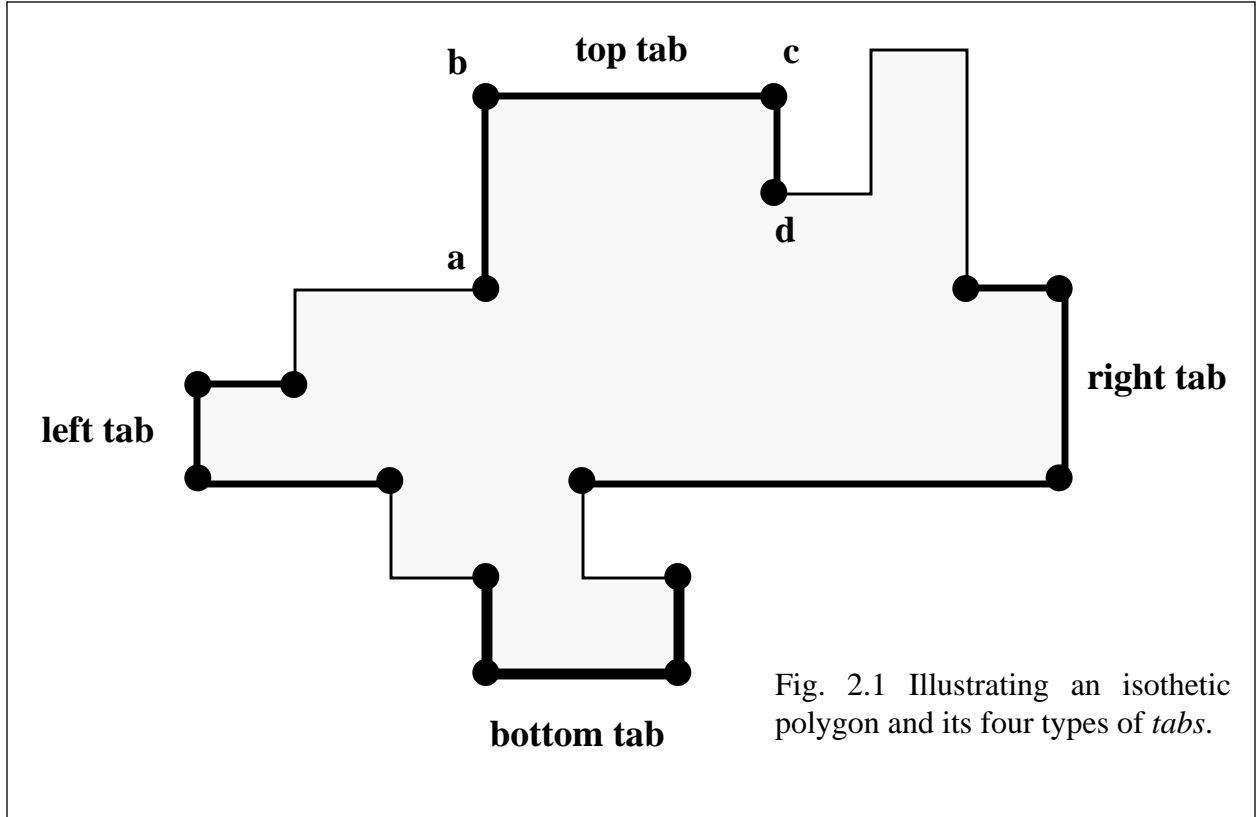 b
top tab
c
d
a
right tab
left tab
Fig. 2.1 Illustrating an isothetic
polygon and its four types of tabs.
bottom tab